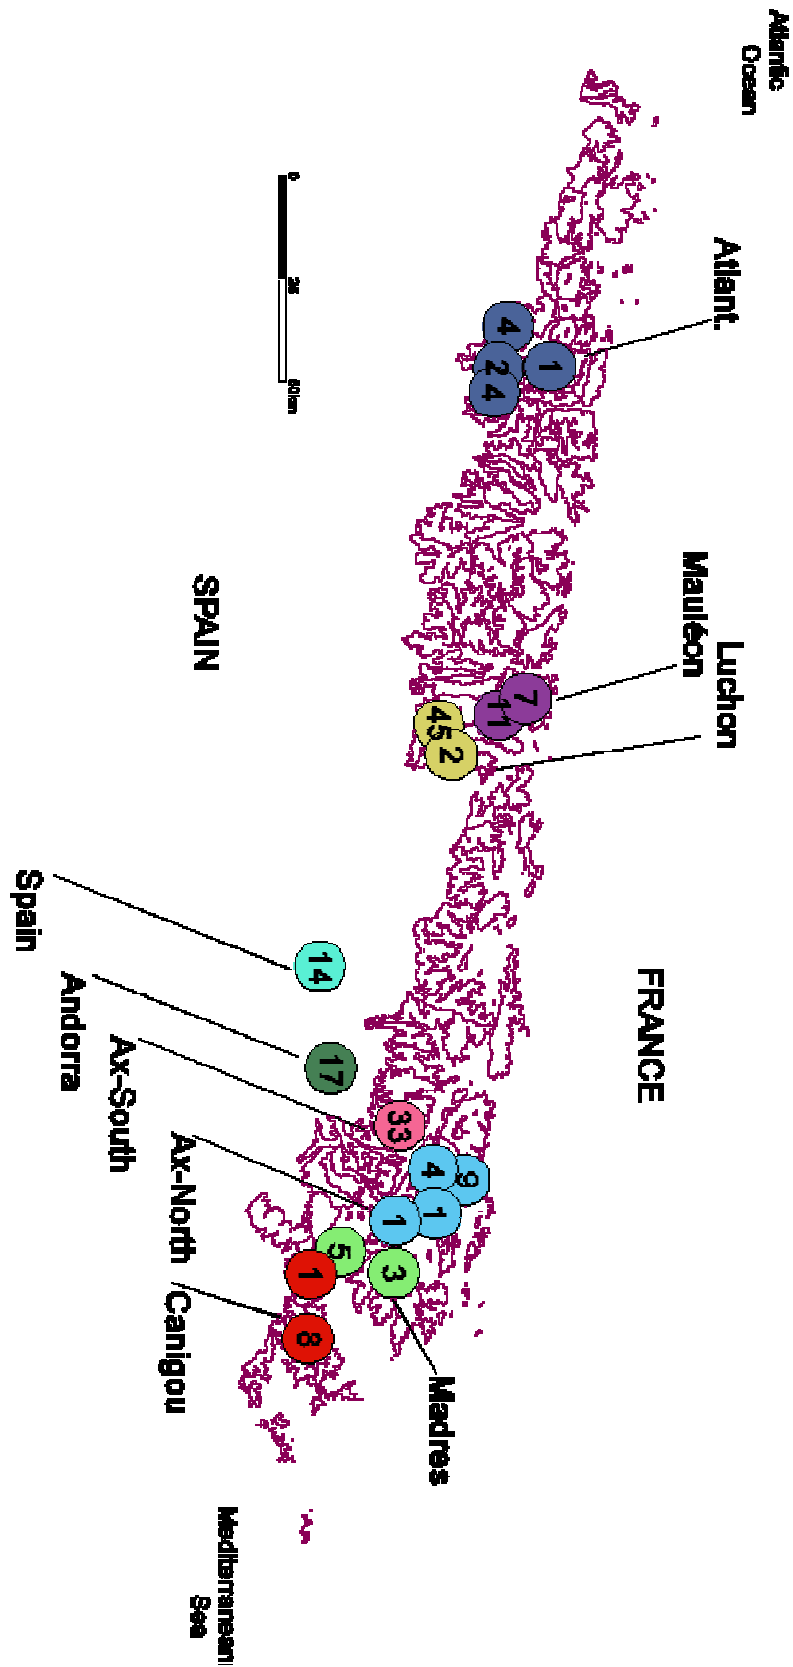 Atlantic
Ocean
Atlant.
4
1
2
4
0
25
50km
Mauléon
Luchon
SPAIN
7
11
45
2
FRANCE
Spain
14
Andorra
17
Ax-South
33
Ax-North
4
9
1
1
5
3
Madres
1
8
Canigou
Mediterranean
Sea